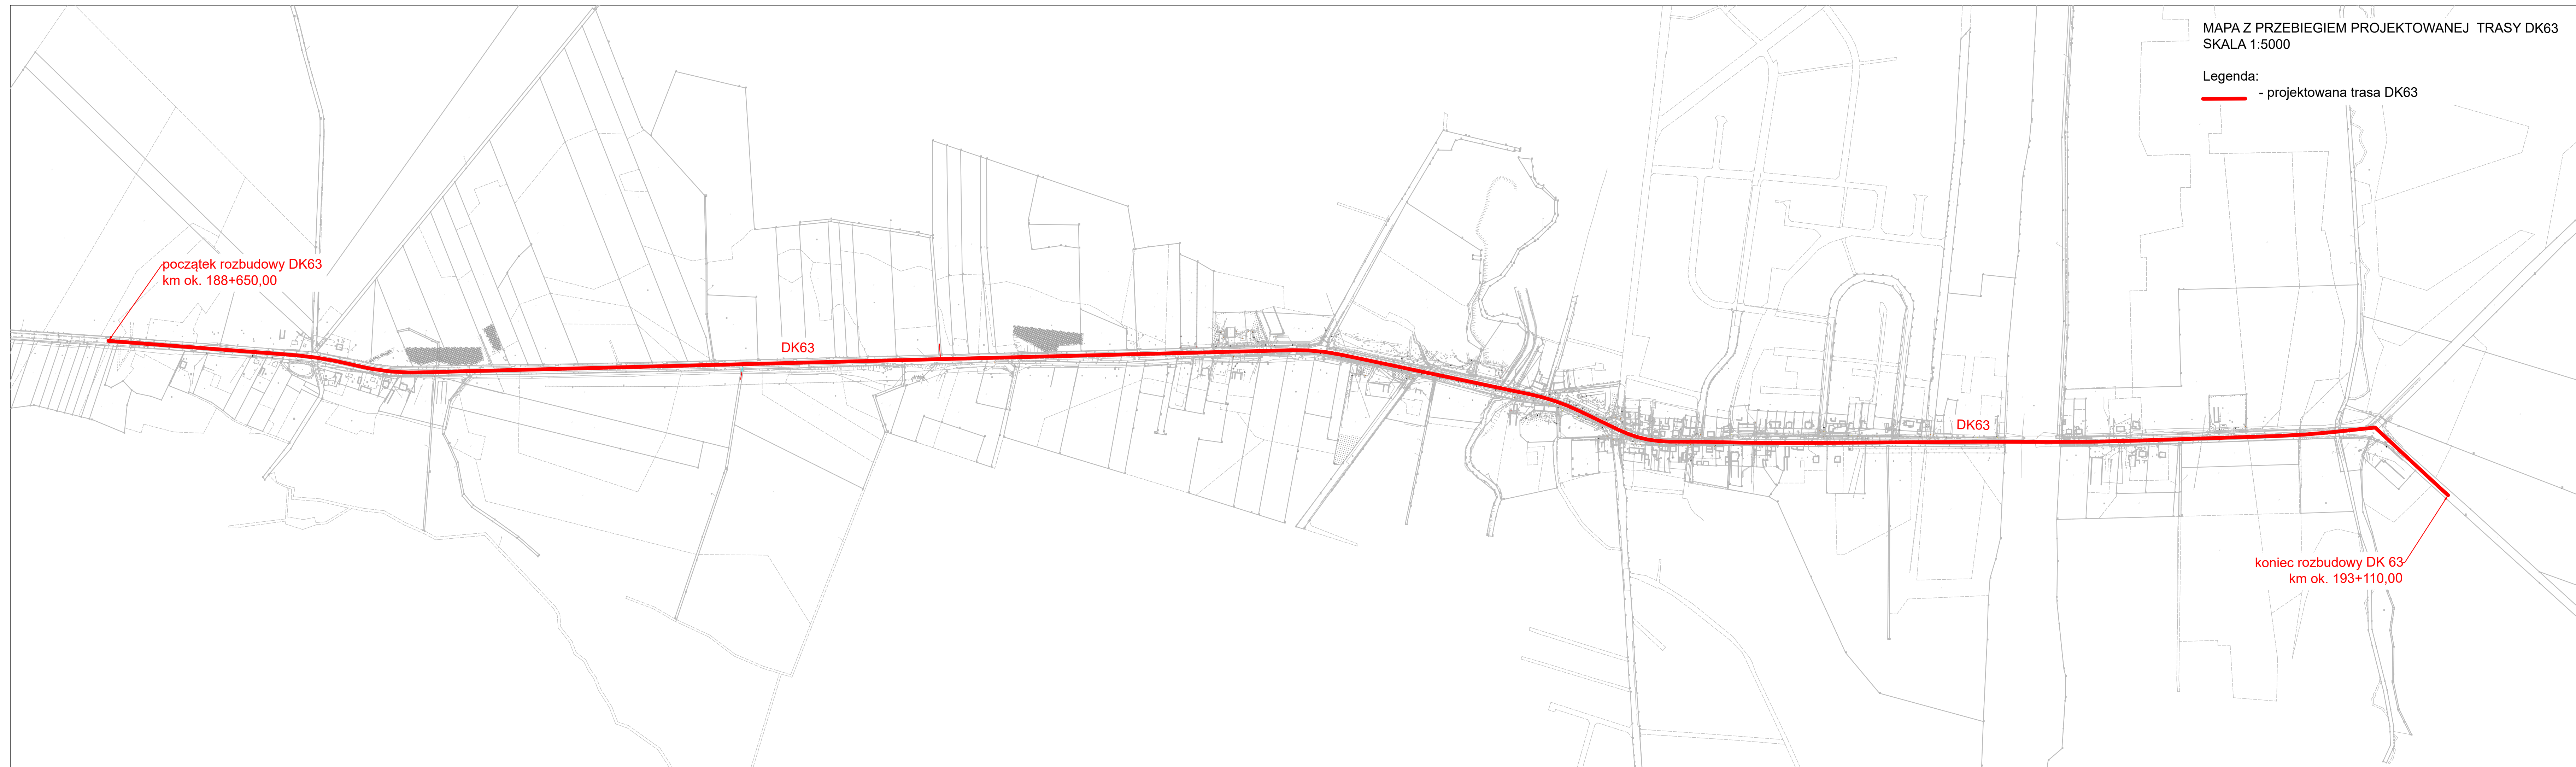 MAPA Z PRZEBIEGIEM PROJEKTOWANEJ TRASY DK63
SKALA 1:5000
Legenda:
- projektowana trasa DK63
początek rozbudowy DK63
km ok. 188+650,00
DK63
DK63
koniec rozbudowy DK 63
km ok. 193+110,00